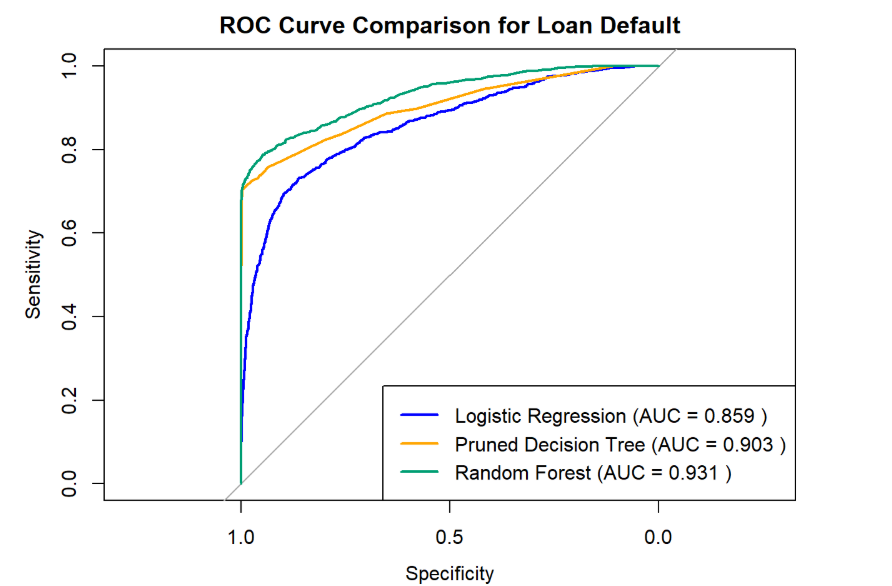 ROC Curve Comparison for Loan Default
Sensitivity
1.0
0.8
0.6
0.4
0.2
0.0
Logistic Regression (AUC = 0.859 )
Pruned Decision Tree (AUC = 0.903 )
Random Forest (AUC = 0.931 )
1.0 0.5 0.0
Specificity